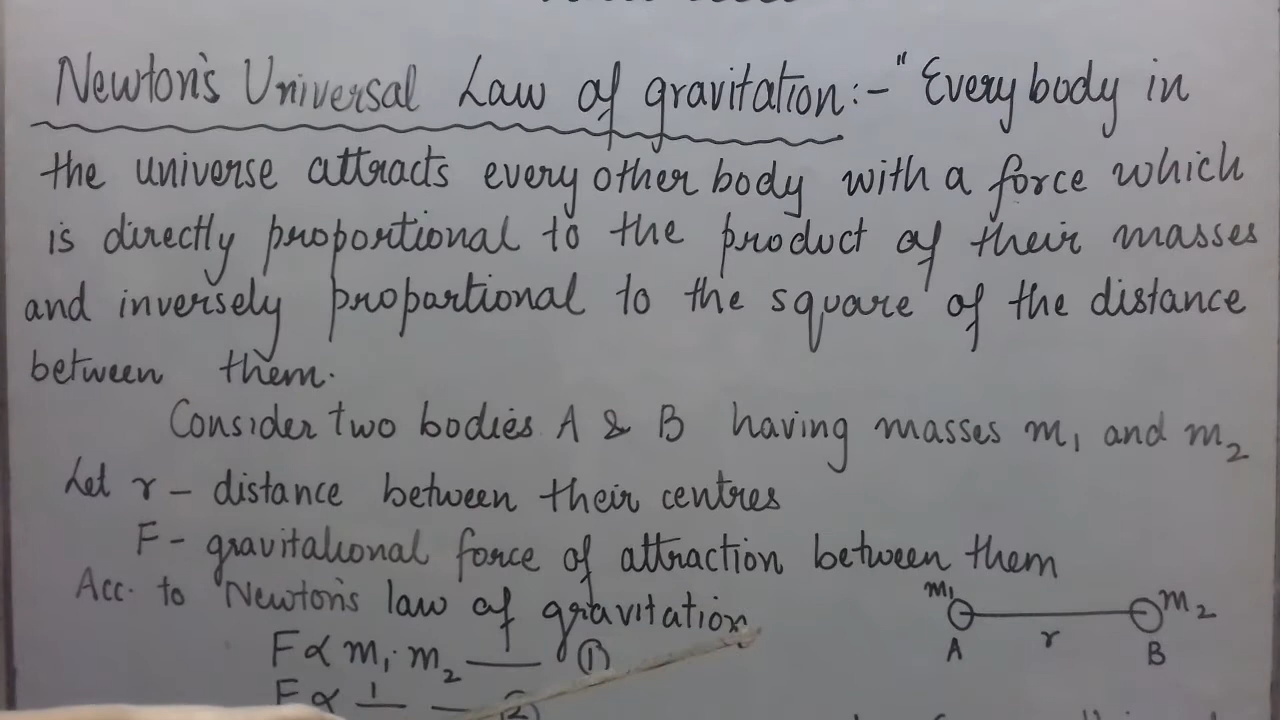 Newton's Universal Law of gravitation:- "Every body in
the universe attracts every other body with a force which
is directly proportional to the product of their masses
and inversely proportional to the square of the distance
between them.
Consider two bodies A & B having masses m₁ and m₂
Let r - distance between their centres
F - gravitational force of attraction between them
Acc. to Newton's law of gravitation
F ∝ m₁. m₂ — ①
F ∝ 1 — ②
m₁ m₂
r
A B